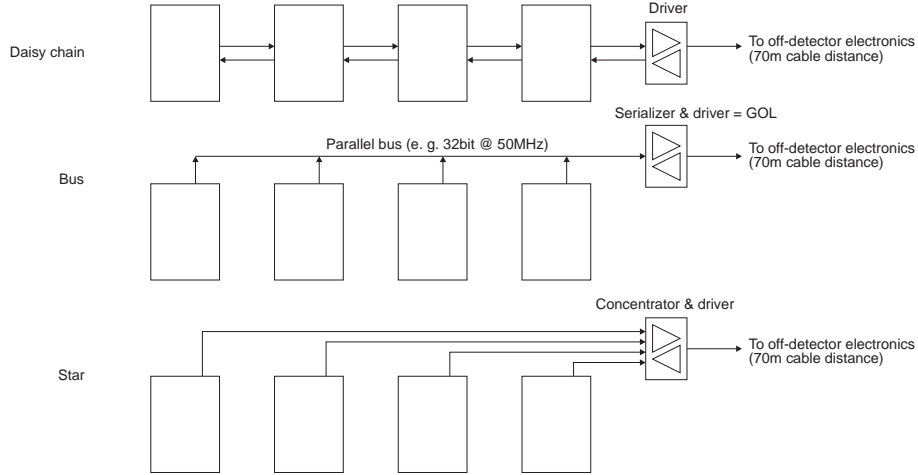 Driver
Daisy chain
To off-detector electronics
(70m cable distance)
Serializer & driver = GOL
Parallel bus (e. g. 32bit @ 50MHz)
To off-detector electronics
(70m cable distance)
Bus
Concentrator & driver
To off-detector electronics
(70m cable distance)
Star